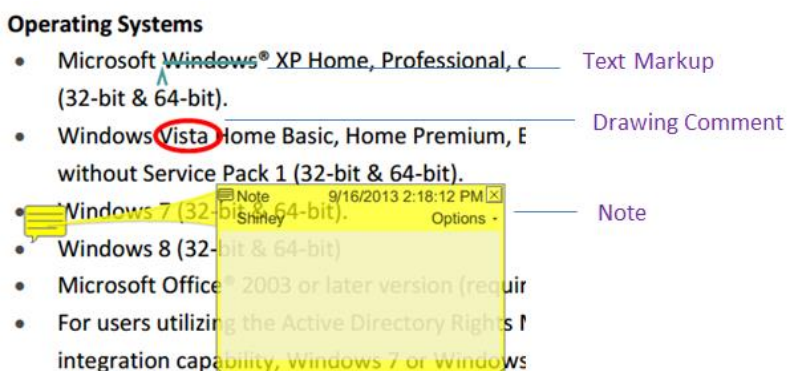 Operating Systems
• Microsoft Windows® XP Home, Professional, Text Markup
(32-bit & 64-bit).
Drawing Comment
• Windows Vista Home Basic, Home Premium,
without Service Pack 1 (32-bit & 64-bit).
Note 9/16/2013 2:18:12 PM
• Windows 7 (32-bit & 64-bit). Note
Shirley Options
• Windows 8 (32-bit & 64-bit)
• Microsoft Office® 2003 or later version (requir
• For users utilizing the Active Directory Rights
integration capability, Windows 7 or Windows